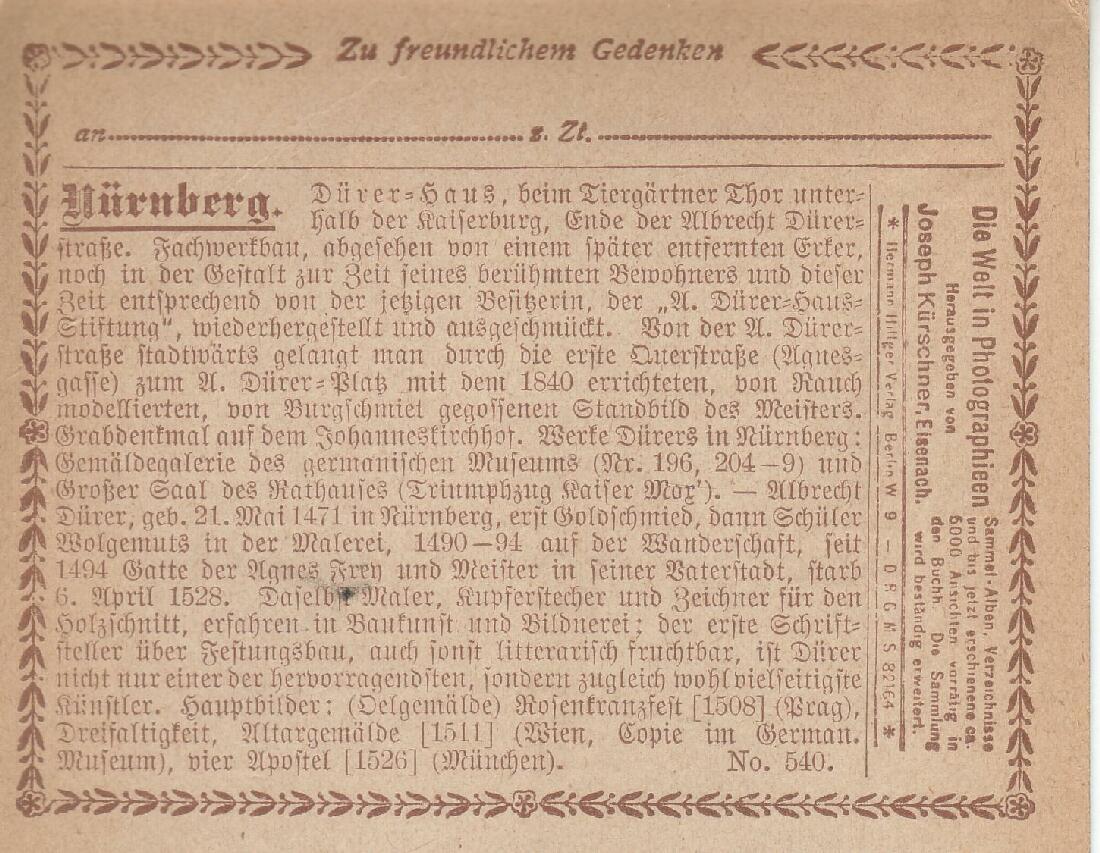 Zu freundlichem Gedenken
an z. Zt.
Nürnberg. Dürer-Haus, beim Tiergärtner Thor unter-
halb der Kaiserburg, Ende der Albrecht Dürer-
straße. Fachwerkbau, abgesehen von einem später entfernten Erker,
noch in der Gestalt zur Zeit seines berühmten Bewohners und dieser
Zeit entsprechend von der jetzigen Besitzerin, der „A. Dürer-Haus-
Stiftung“, wiederhergestellt und ausgeschmückt. Von der A. Dürer-
straße stadtwärts gelangt man durch die erste Querstraße (Agnes-
gasse) zum A. Dürer-Platz mit dem 1840 errichteten, von Rauch
modellierten, von Burgschmiet gegossenen Standbild des Meisters.
Grabdenkmal auf dem Johanneskirchhof. Werke Dürers in Nürnberg:
Gemäldegalerie des germanischen Museums (Nr. 196, 204–9) und
Großer Saal des Rathauses (Triumphzug Kaiser Max'). — Albrecht
Dürer, geb. 21. Mai 1471 in Nürnberg, erst Goldschmied, dann Schüler
Wolgemuts in der Malerei, 1490–94 auf der Wanderschaft, seit
1494 Gatte der Agnes Frey und Meister in seiner Vaterstadt, starb
6. April 1528. Daselbst Maler, Kupferstecher und Zeichner für den
Holzschnitt, erfahren in Baukunst und Bildnerei; der erste Schrift-
steller über Festungsbau, auch sonst litterarisch fruchtbar, ist Dürer
nicht nur einer der hervorragendsten, sondern zugleich wohl vielseitigste
Künstler. Hauptbilder: (Oelgemälde) Rosenkranzfest [1508] (Prag),
Dreifaltigkeit, Altargemälde [1511] (Wien, Copie im German.
Museum), vier Apostel [1526] (München). No. 540.
Die Welt in Photographieen
Herausgegeben von
Joseph Kürschner, Eisenach.
Sammel-Alben, Verzeichnisse
und bis jetzt erschienene ca.
6000 Ansichten vorrätig in
den Buchh. Die Sammlung
wird beständig erweitert.
* Hermann Hillger Verlag Berlin W 9 – D R G M S 82164 *